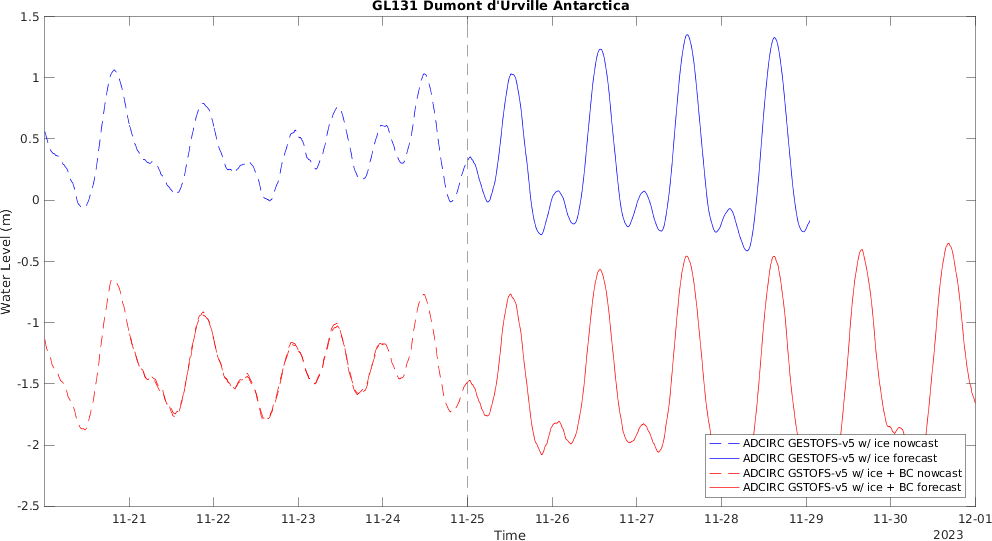 GL131 Dumont d'Urville Antarctica
1.5
1
0.5
0
-0.5
-1
-1.5
-2
-2.5
Water Level (m)
ADCIRC GESTOFS-v5 w/ ice nowcast
ADCIRC GESTOFS-v5 w/ ice forecast
ADCIRC GSTOFS-v5 w/ ice + BC nowcast
ADCIRC GSTOFS-v5 w/ ice + BC forecast
11-21 11-22 11-23 11-24 11-25 11-26 11-27 11-28 11-29 11-30 12-01
Time
2023